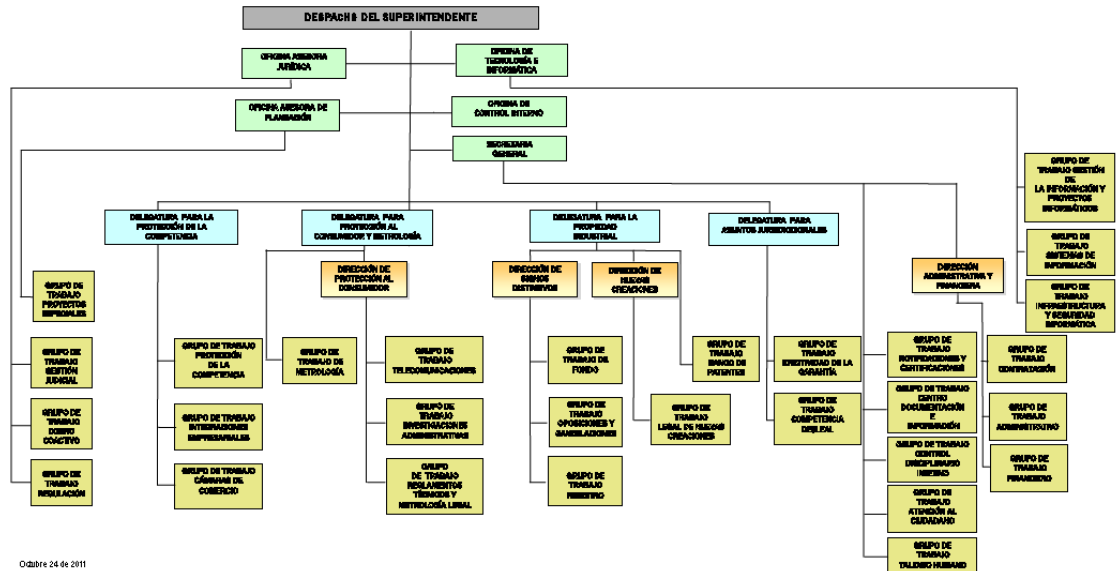 DESPACHO DEL SUPERINTENDENTE
OFICINA ASESORA
JURÍDICA
OFICINA DE
TECNOLOGÍA E
INFORMÁTICA
OFICINA ASESORA DE
PLANEACIÓN
OFICINA DE
CONTROL INTERNO
SECRETARIA
GENERAL
GRUPO DE
TRABAJO GESTIÓN
DE
LA INFORMACIÓN Y
PROYECTOS
INFORMÁTICOS
DELEGATURA PARA LA
PROTECCIÓN DE LA
COMPETENCIA
DELEGATURA PARA
PROTECCIÓN AL
CONSUMIDOR Y METROLOGÍA
DELEGATURA PARA LA
PROPIEDAD
INDUSTRIAL
DELEGATURA PARA
ASUNTOS JURISDICCIONALES
GRUPO DE
TRABAJO
SISTEMAS DE
INFORMACIÓN
DIRECCIÓN DE
PROTECCIÓN AL
CONSUMIDOR
DIRECCIÓN DE
SIGNOS
DISTINTIVOS
DIRECCIÓN DE
NUEVAS
CREACIONES
DIRECCIÓN
ADMINISTRATIVA Y
FINANCIERA
GRUPO DE
TRABAJO
PROYECTOS
ESPECIALES
GRUPO DE
TRABAJO
INFRAESTRUCTURA
Y SEGURIDAD
INFORMÁTICA
GRUPO DE
TRABAJO
GESTIÓN
JUDICIAL
GRUPO DE TRABAJO
PROTECCIÓN
DE LA
COMPETENCIA
GRUPO DE
TRABAJO DE
METROLOGÍA
GRUPO DE
TRABAJO
TELECOMUNICACIONES
GRUPO DE
TRABAJO DE
FONDO
GRUPO DE
TRABAJO
BANCO DE
PATENTES
GRUPO DE
TRABAJO
EFECTIVIDAD DE LA
GARANTÍA
GRUPO DE
TRABAJO
NOTIFICACIONES Y
CERTIFICACIONES
GRUPO DE
TRABAJO
CONTRATACIÓN
GRUPO DE
TRABAJO
COBRO
COACTIVO
GRUPO DE TRABAJO
INTEGRACIONES
EMPRESARIALES
GRUPO DE
TRABAJO
INVESTIGACIONES
ADMINISTRATIVAS
GRUPO DE
TRABAJO
OPOSICIONES Y
CANCELACIONES
GRUPO DE
TRABAJO
LEGAL DE NUEVAS
CREACIONES
GRUPO DE
TRABAJO
COMPETENCIA
DESLEAL
GRUPO DE TRABAJO
CENTRO
DOCUMENTACIÓN
E
INFORMACIÓN
GRUPO DE
TRABAJO
ADMINISTRATIVO
GRUPO DE
TRABAJO
REGULACIÓN
GRUPO DE TRABAJO
CÁMARAS DE
COMERCIO
GRUPO
DE TRABAJO
REGLAMENTOS
TÉCNICOS Y
METROLOGÍA LEGAL
GRUPO DE
TRABAJO
REGISTRO
GRUPO DE TRABAJO
CONTROL
DISCIPLINARIO
INTERNO
GRUPO DE
TRABAJO
FINANCIERO
GRUPO DE
TRABAJO
ATENCIÓN AL
CIUDADANO
GRUPO DE
TRABAJO
TALENTO HUMANO
Octubre 24 de 2011